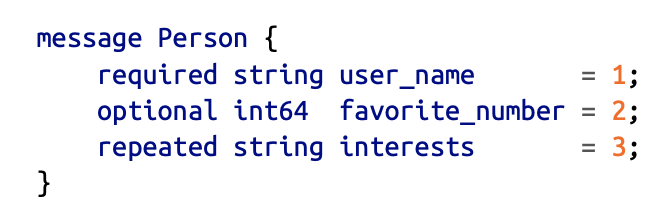 message Person {
    required string user_name       = 1;
    optional int64  favorite_number = 2;
    repeated string interests       = 3;
}